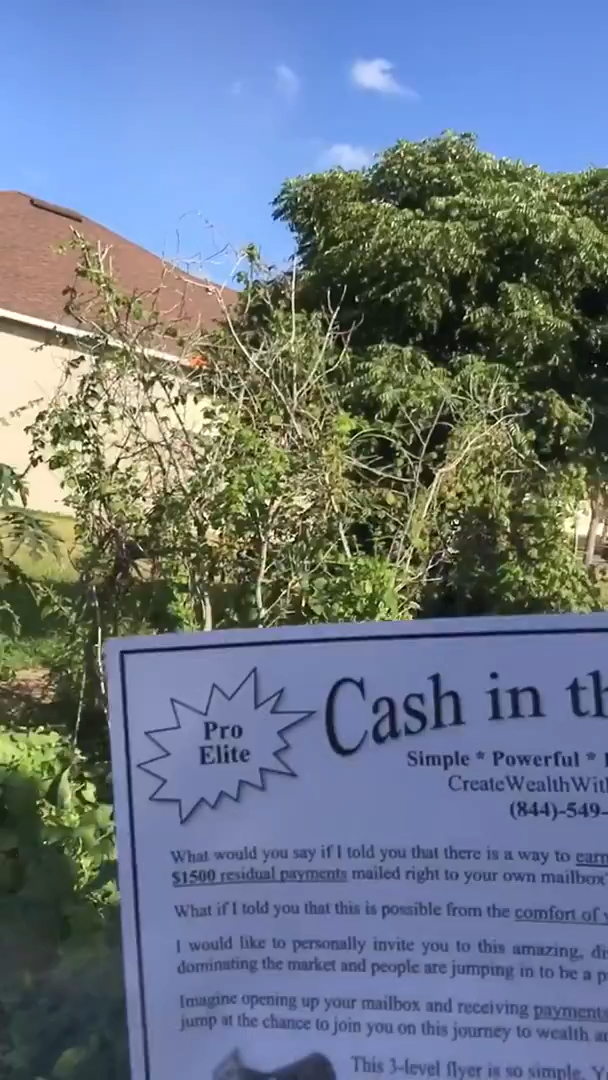 Pro
Elite
Cash in th
Simple * Powerful *
CreateWealthWith
(844)-549-
What would you say if I told you that there is a way to earn
$1500 residual payments mailed right to your own mailbox?
What if I told you that this is possible from the comfort of y
I would like to personally invite you to this amazing, di
dominating the market and people are jumping in to be a p
Imagine opening up your mailbox and receiving payments
jump at the chance to join you on this journey to wealth a
This 3-level flyer is so simple. Y